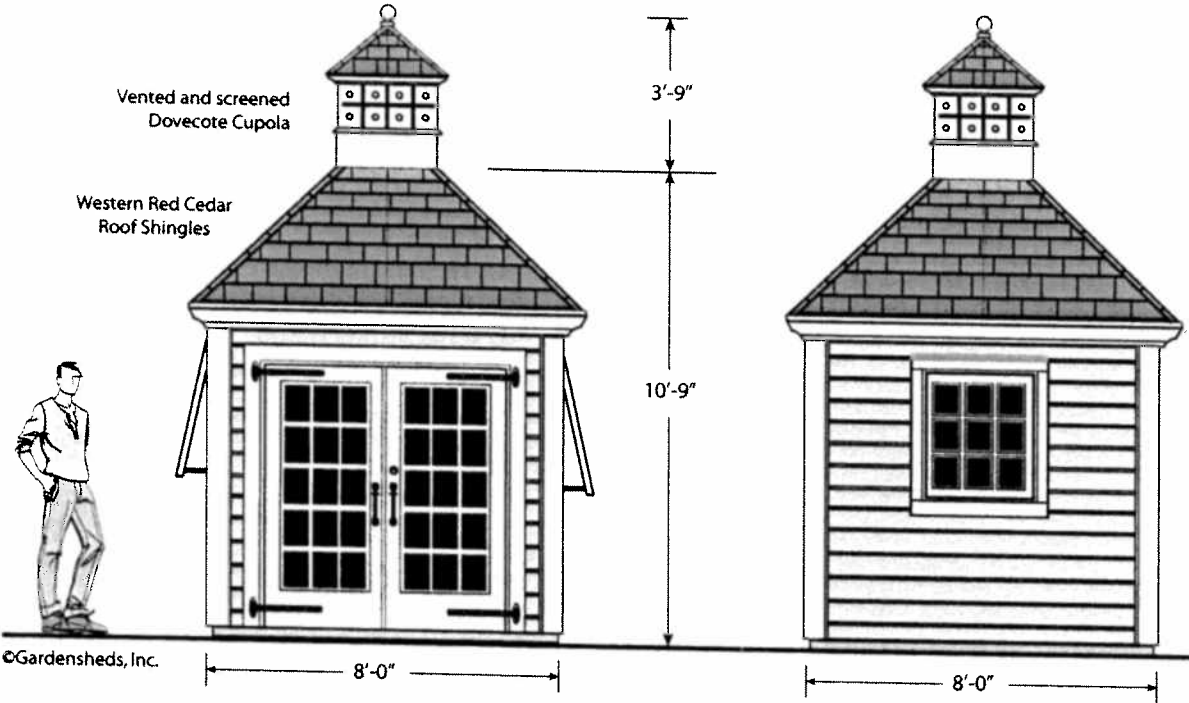 Vented and screened
Dovecote Cupola
3'-9"
Western Red Cedar
Roof Shingles
10'-9"
©Gardensheds, Inc.
8'-0"
8'-0"